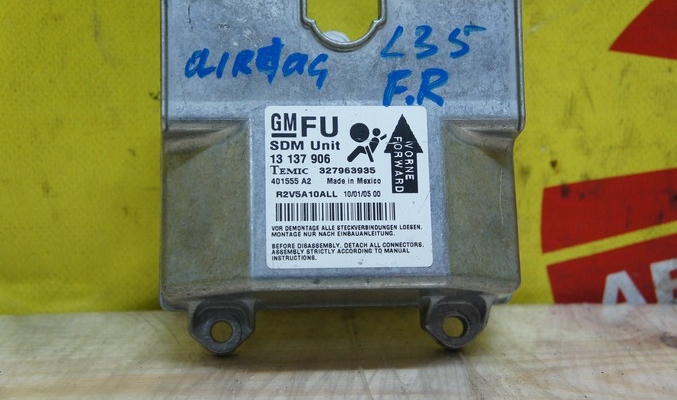 airbag L35
F.R
GM FU
SDM Unit
13 137 906
TEMIC 327963935
401555 A2 Made in Mexico
R2V5A10ALL 10/01/05 00
VORNE
FORWARD
VOR DEMONTAGE ALLE STECKVERBINDUNGEN LOESEN.
MONTAGE NUR NACH EINBAUANLEITUNG.
BEFORE DISASSEMBLY, DETACH ALL CONNECTORS.
ASSEMBLY STRICTLY ACCORDING TO MANUAL
INSTRUCTIONS.